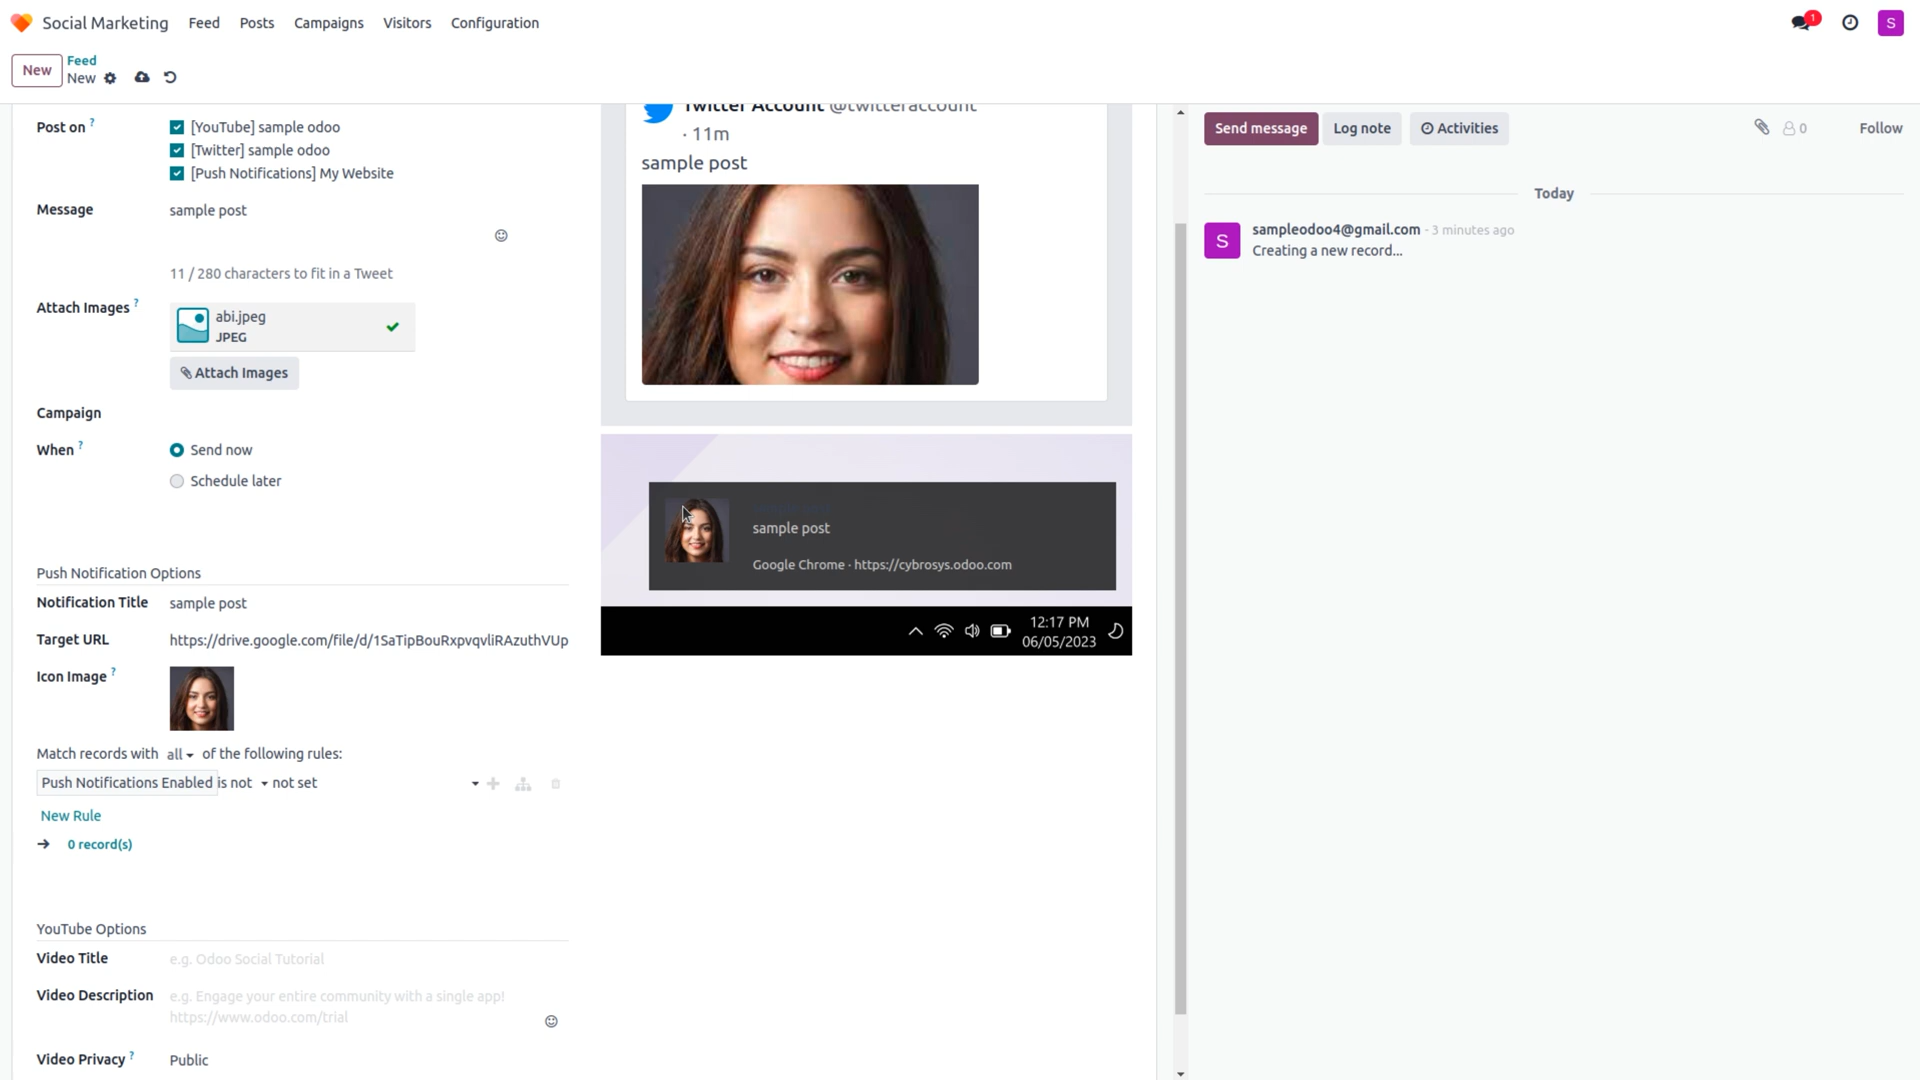 Social Marketing Feed Posts Campaigns Visitors Configuration 1 S
New Feed
New
Post on ? [YouTube] sample odoo
[Twitter] sample odoo
[Push Notifications] My Website
Message sample post
11 / 280 characters to fit in a Tweet
Attach Images ? abi.jpeg
JPEG
Attach Images
Campaign
When ? Send now
Schedule later
Push Notification Options
Notification Title sample post
Target URL https://drive.google.com/file/d/1SaTipBouRxpvqvliRAzuthVUp
Icon Image ?
Match records with all of the following rules:
Push Notifications Enabled is not not set
New Rule
0 record(s)
YouTube Options
Video Title e.g. Odoo Social Tutorial
Video Description e.g. Engage your entire community with a single app!
https://www.odoo.com/trial
Video Privacy ? Public
Twitter Account @twitteraccount
· 11m
sample post
sample post
sample post
Google Chrome · https://cybrosys.odoo.com
12:17 PM
06/05/2023
Send message Log note Activities 0 Follow
Today
S sampleodoo4@gmail.com - 3 minutes ago
Creating a new record...